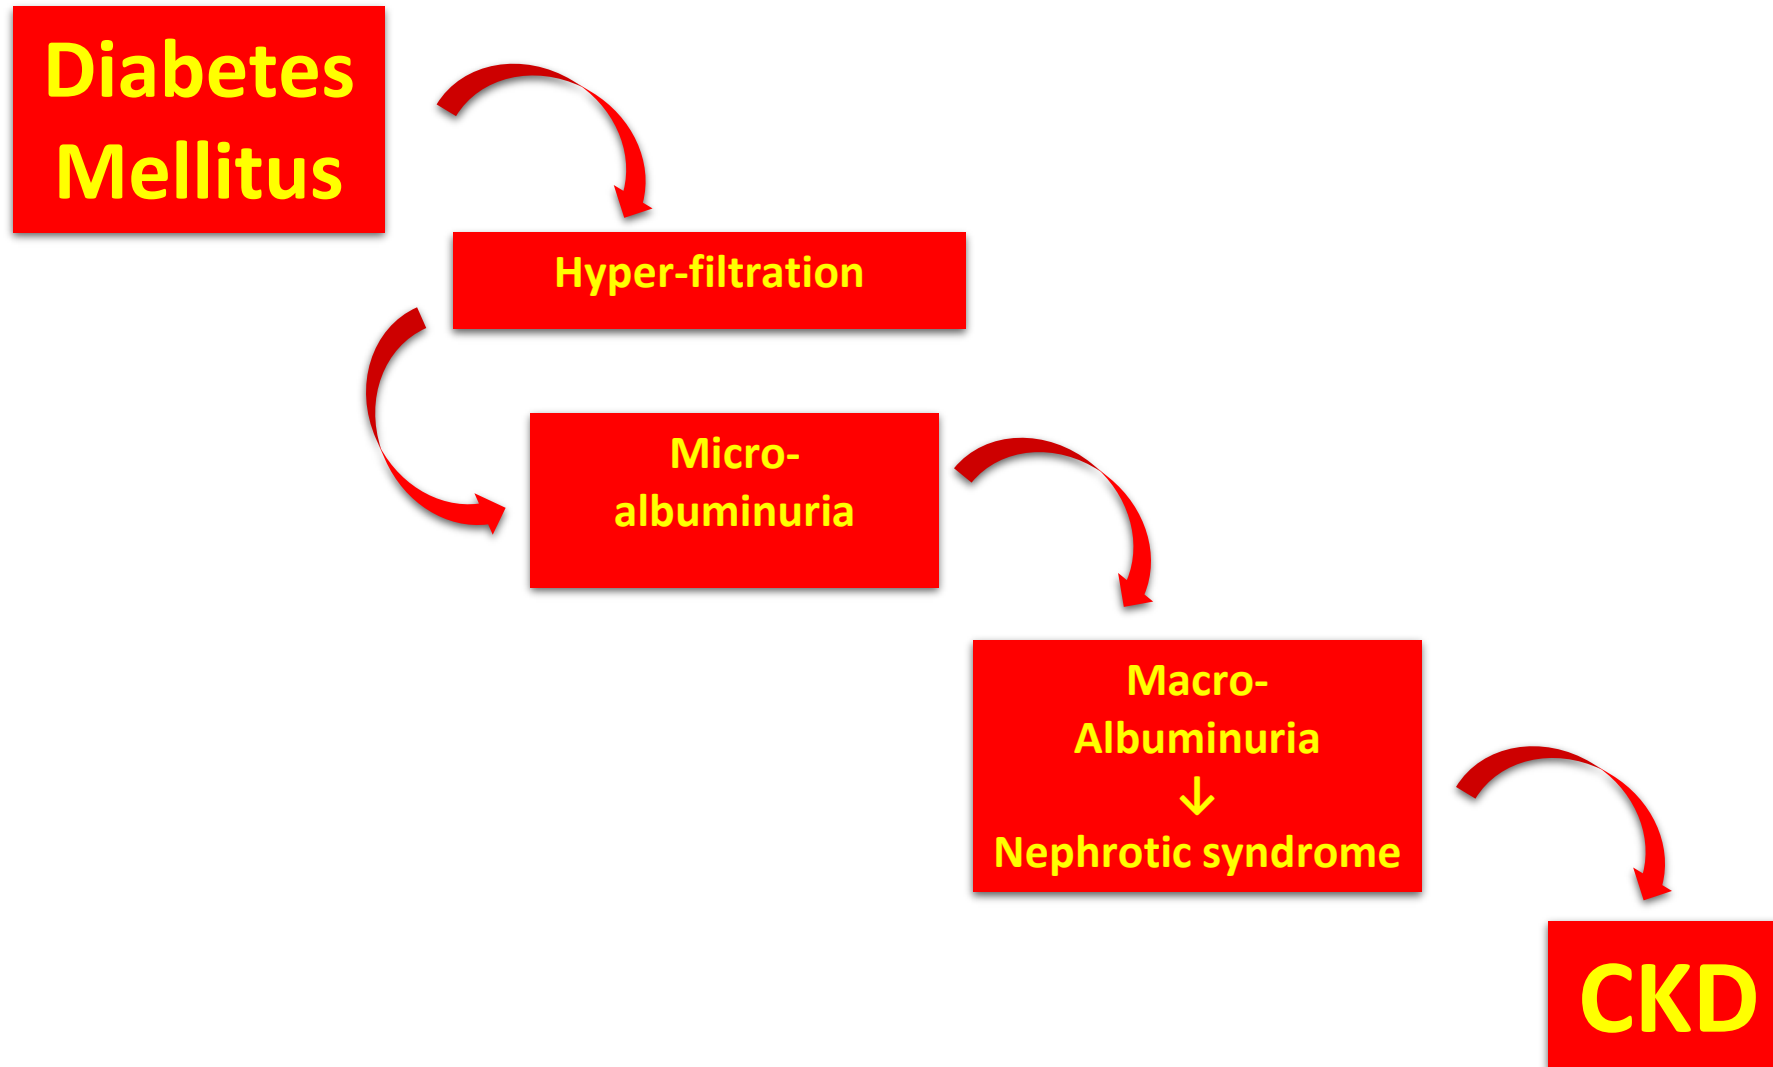 Diabetes
Mellitus
Hyper-filtration
Micro-
albuminuria
Macro-
Albuminuria
↓
Nephrotic syndrome
CKD